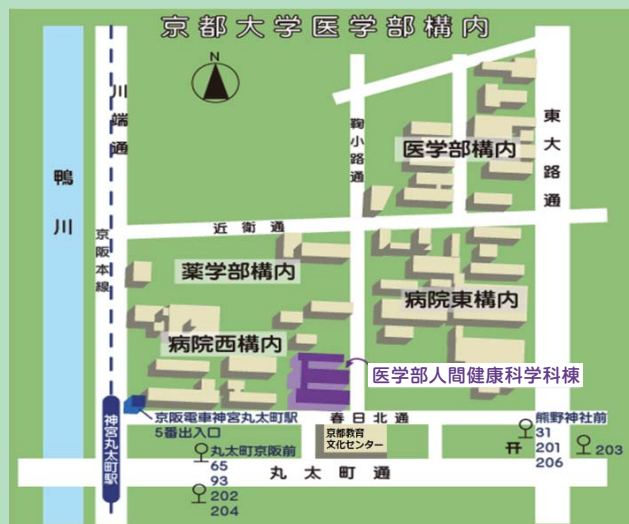 京都大学医学部構内
N
川端通
鴨川
京阪本線
鞠小路通
東大路通
医学部構内
近衛通
薬学部構内
病院東構内
病院西構内
医学部人間健康科学科棟
神宮丸太町駅
京阪電車神宮丸太町駅
5番出入口
春日北通
京都教育
文化センター
丸太町京阪前
65
93
202
204
丸太町通
熊野神社前
31
201
206
203